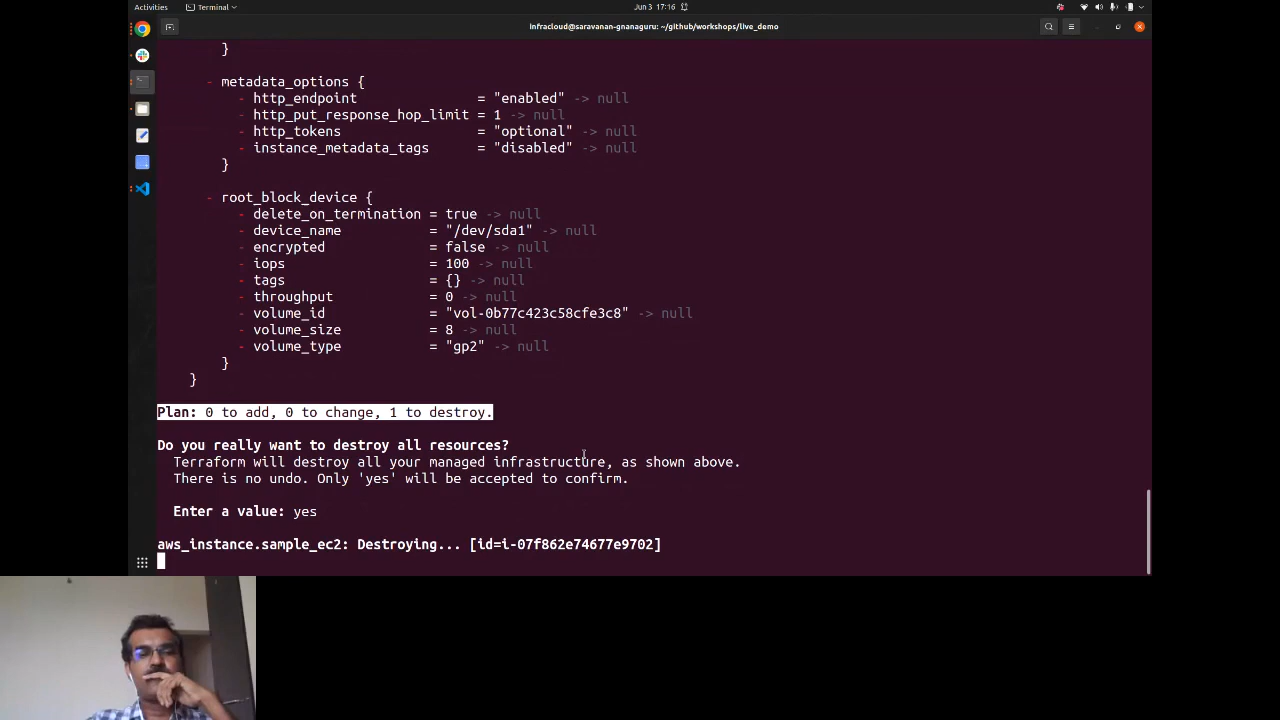 Activities
Terminal
Jun 3 17:16
infracloud@saravanan-gnanaguru: ~/github/workshops/live_demo
}
- metadata_options {
- http_endpoint = "enabled" -> null
- http_put_response_hop_limit = 1 -> null
- http_tokens = "optional" -> null
- instance_metadata_tags = "disabled" -> null
}
- root_block_device {
- delete_on_termination = true -> null
- device_name = "/dev/sda1" -> null
- encrypted = false -> null
- iops = 100 -> null
- tags = {} -> null
- throughput = 0 -> null
- volume_id = "vol-0b77c423c58cfe3c8" -> null
- volume_size = 8 -> null
- volume_type = "gp2" -> null
}
}
Plan: 0 to add, 0 to change, 1 to destroy.
Do you really want to destroy all resources?
Terraform will destroy all your managed infrastructure, as shown above.
There is no undo. Only 'yes' will be accepted to confirm.
Enter a value: yes
aws_instance.sample_ec2: Destroying... [id=i-07f862e74677e9702]